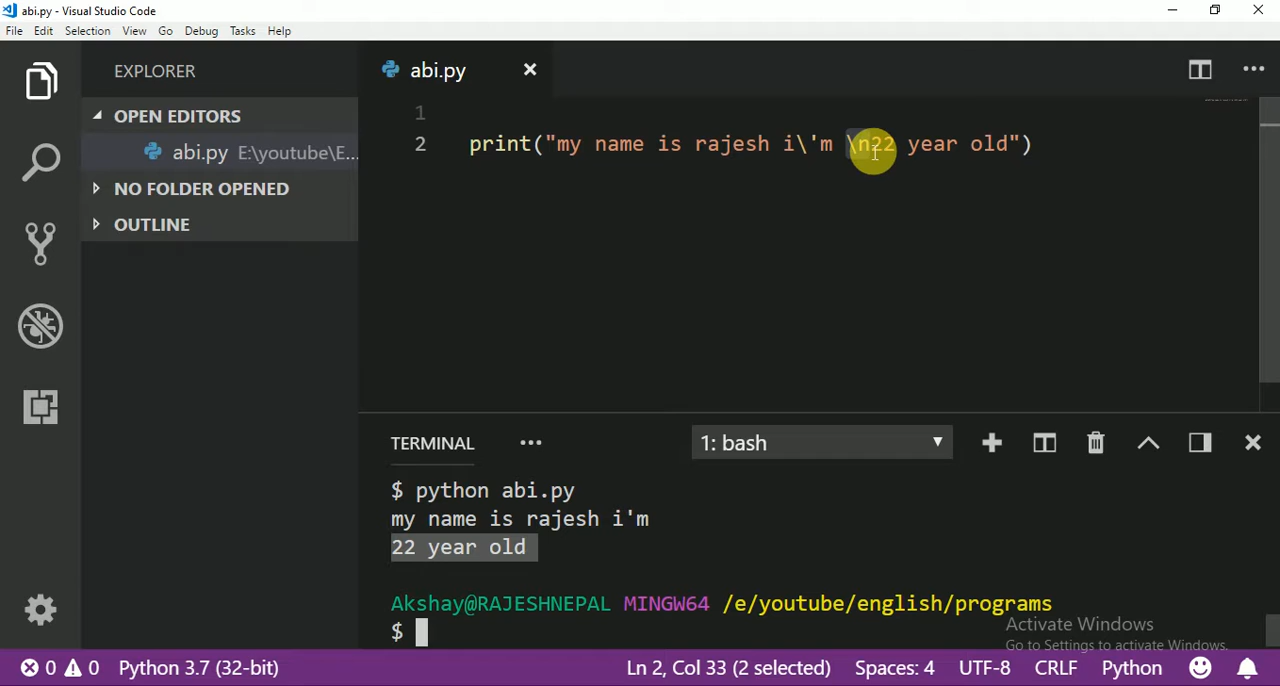 abi.py - Visual Studio Code
File Edit Selection View Go Debug Tasks Help
EXPLORER
abi.py
OPEN EDITORS
abi.py E:\youtube\E...
NO FOLDER OPENED
OUTLINE
1
2 print("my name is rajesh i\'m \n22 year old")
TERMINAL
1: bash
$ python abi.py
my name is rajesh i'm
22 year old
Akshay@RAJESHNEPAL MINGW64 /e/youtube/english/programs
$
Activate Windows
Go to Settings to activate Windows.
0 0 Python 3.7 (32-bit) Ln 2, Col 33 (2 selected) Spaces: 4 UTF-8 CRLF Python